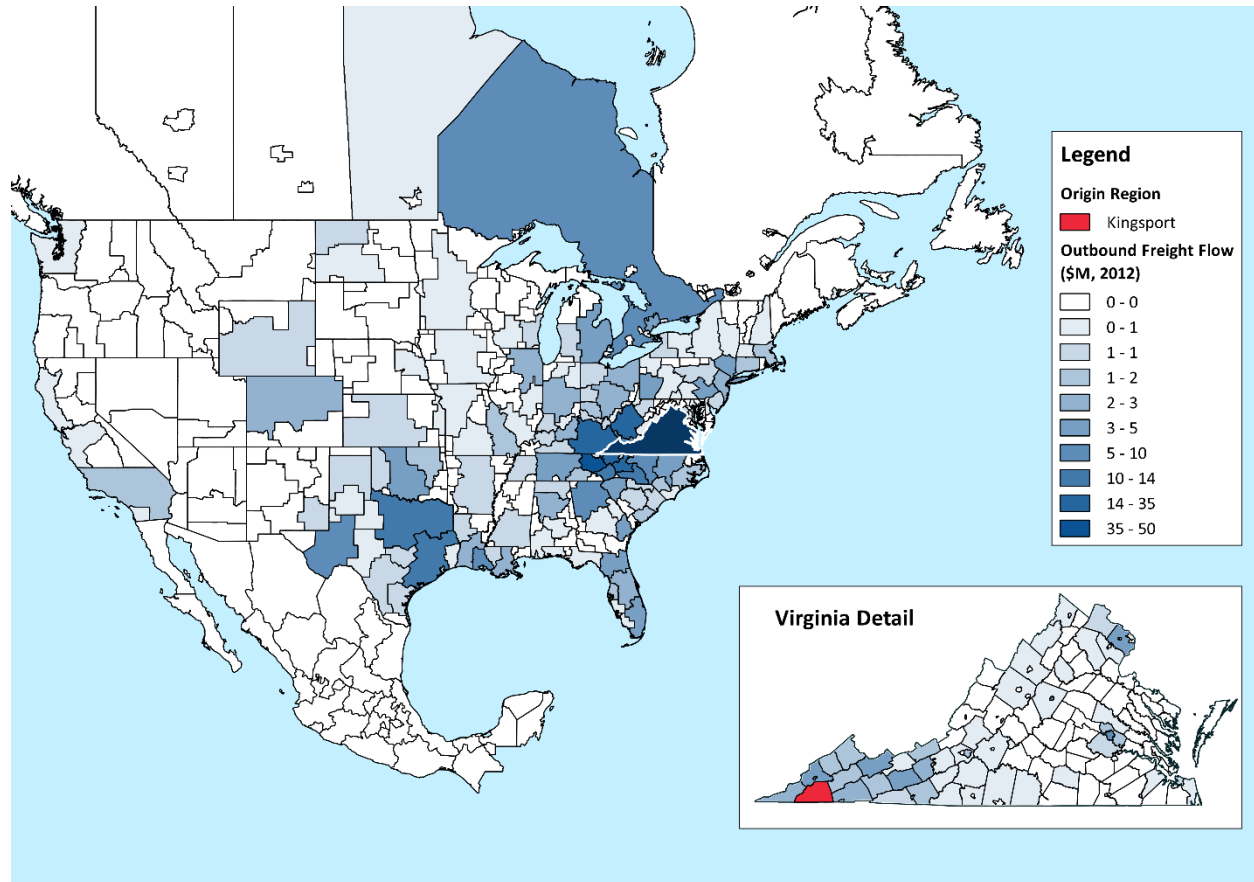 Legend
Origin Region
Kingsport
Outbound Freight Flow
($M, 2012)
0 - 0
0 - 1
1 - 1
1 - 2
2 - 3
3 - 5
5 - 10
10 - 14
14 - 35
35 - 50
Virginia Detail